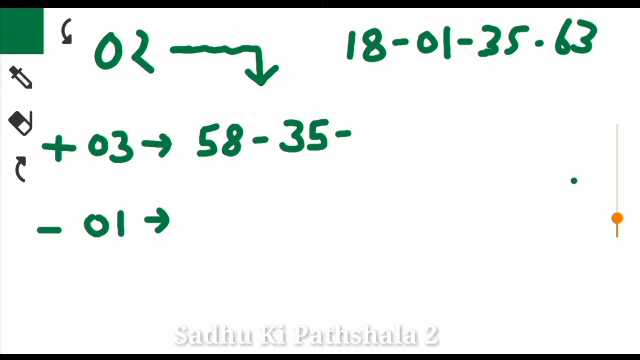 02 → 18-01-35.63
+ 03 → 58-35-
- 01 →
Sadhu Ki Pathshala 2